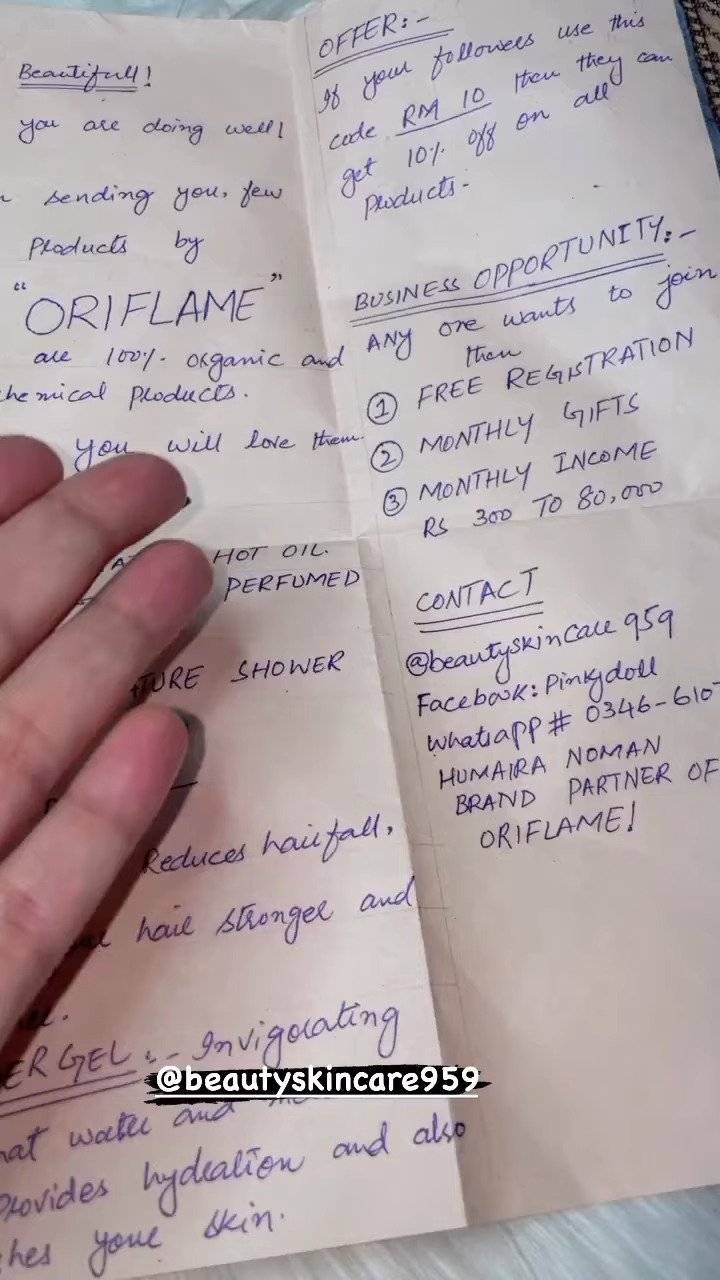 Beautifull!
you are doing well!
sending you, few
Products by
"ORIFLAME"
are 100% organic and
chemical Products.
you will love them.
HOT OIL.
PERFUMED
SHOWER
Reduces hairfall,
hair stronger and
GEL :- Invigorating
@beautyskincare959
water and
Provides hydration and also
your skin.
OFFER:-
If your followers use this
code RM 10 then they can
get 10% off on all
Products-
BUSINESS OPPORTUNITY:-
ANY one wants to join
then
① FREE REGISTRATION
② MONTHLY GIFTS
③ MONTHLY INCOME
RS 300 TO 80,000
CONTACT
@beautyskincare959
Facebook: Pinkydoll
whatsapp # 0346-610
HUMAIRA NOMAN
BRAND PARTNER OF
ORIFLAME!